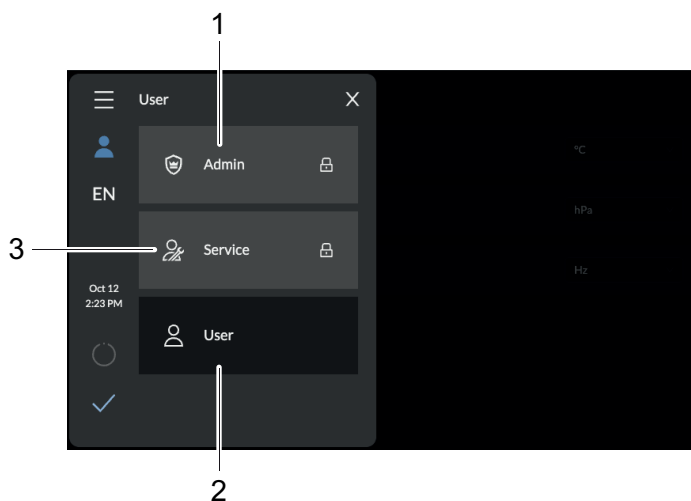 1
User X
Admin
°C
EN
hPa
3
Service
Hz
Oct 12
2:23 PM
User
2